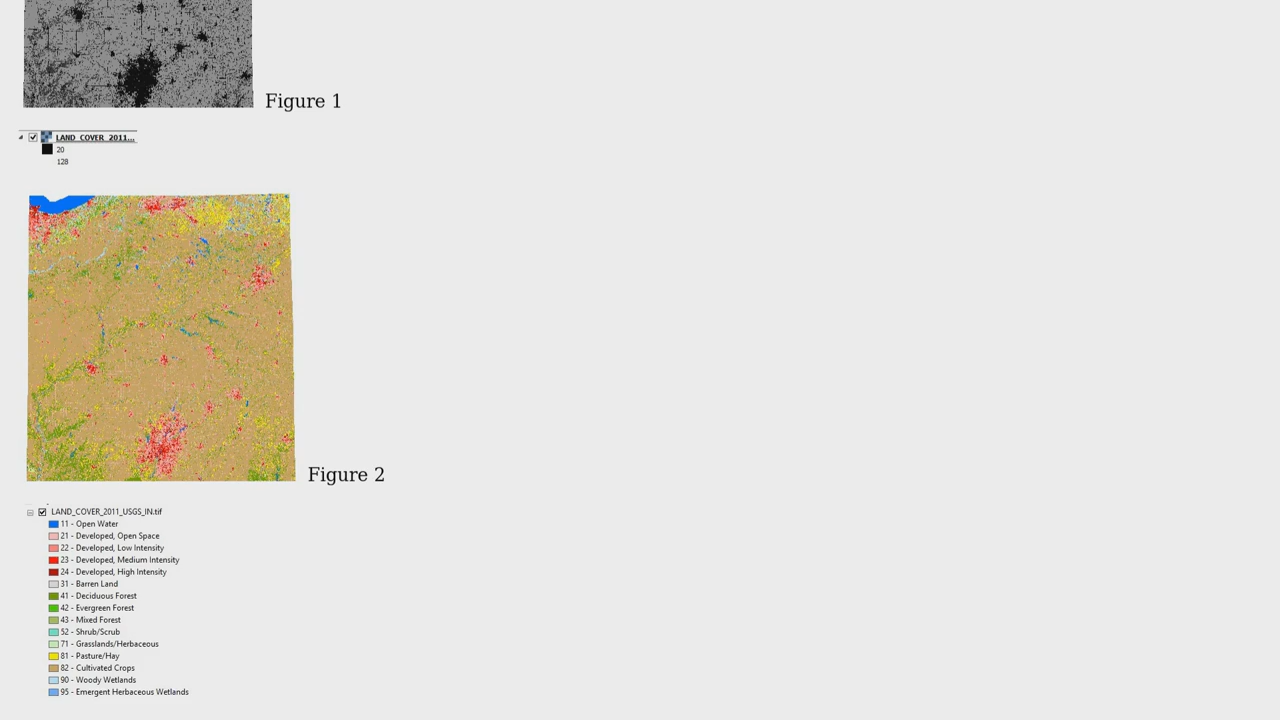 Figure 1
LAND_COVER_2011...
20
128
Figure 2
LAND_COVER_2011_USGS_IN.tif
11 - Open Water
21 - Developed, Open Space
22 - Developed, Low Intensity
23 - Developed, Medium Intensity
24 - Developed, High Intensity
31 - Barren Land
41 - Deciduous Forest
42 - Evergreen Forest
43 - Mixed Forest
52 - Shrub/Scrub
71 - Grasslands/Herbaceous
81 - Pasture/Hay
82 - Cultivated Crops
90 - Woody Wetlands
95 - Emergent Herbaceous Wetlands